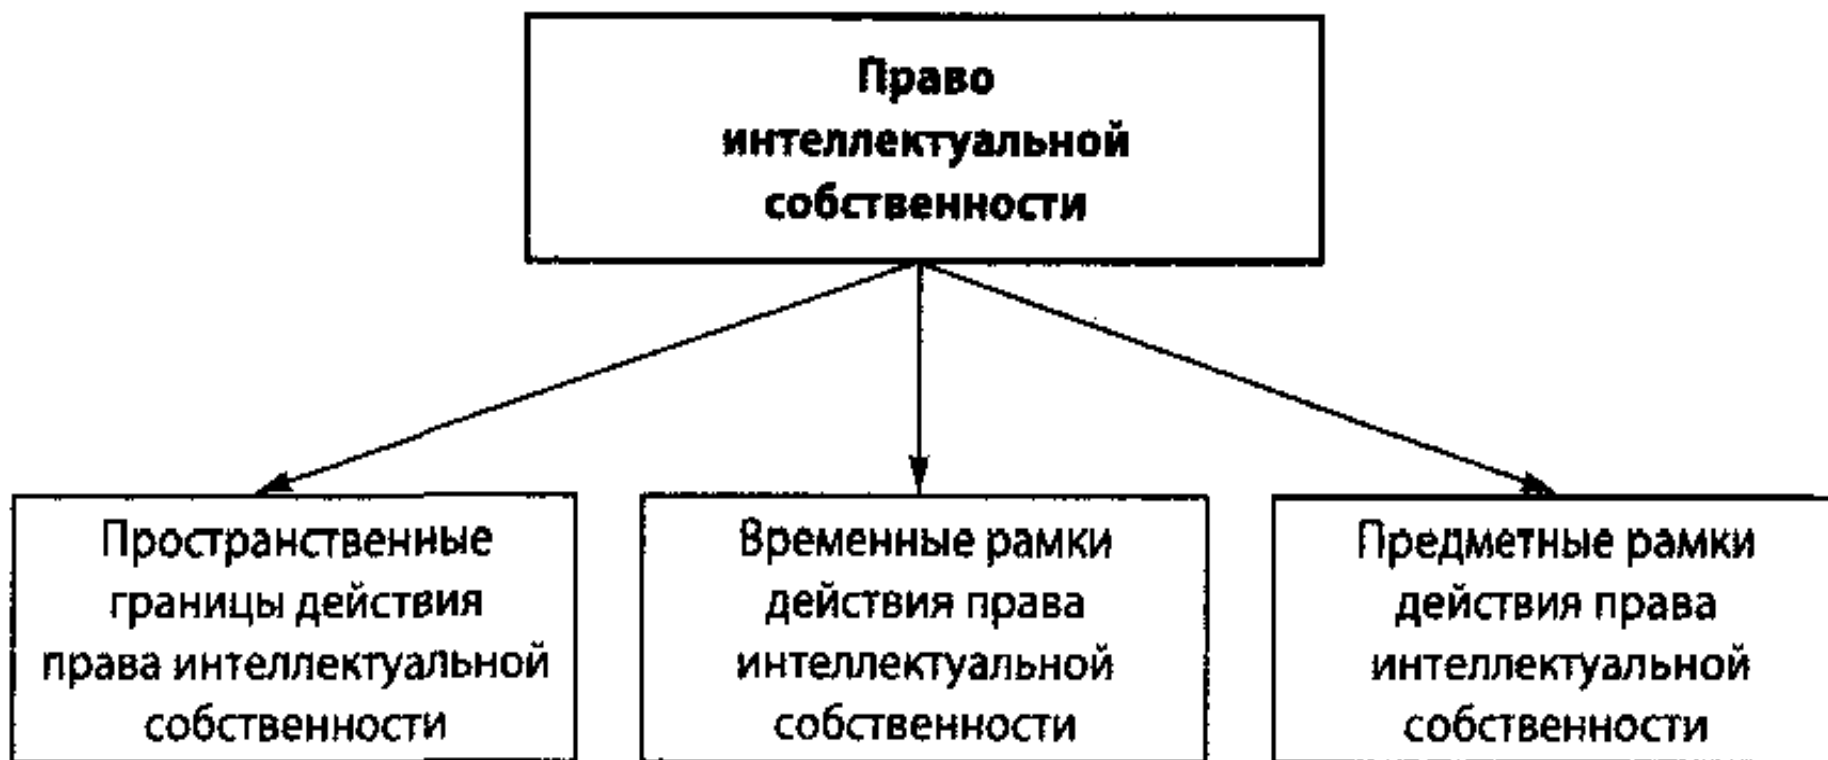 Право
интеллектуальной
собственности
Пространственные
границы действия
права интеллектуальной
собственности
Временные рамки
действия права
интеллектуальной
собственности
Предметные рамки
действия права
интеллектуальной
собственности